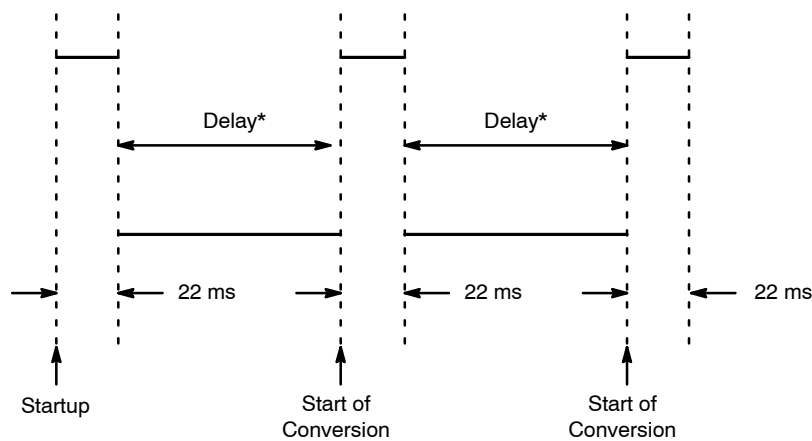 Delay* Delay*
22 ms 22 ms 22 ms
Startup Start of Start of
Conversion Conversion